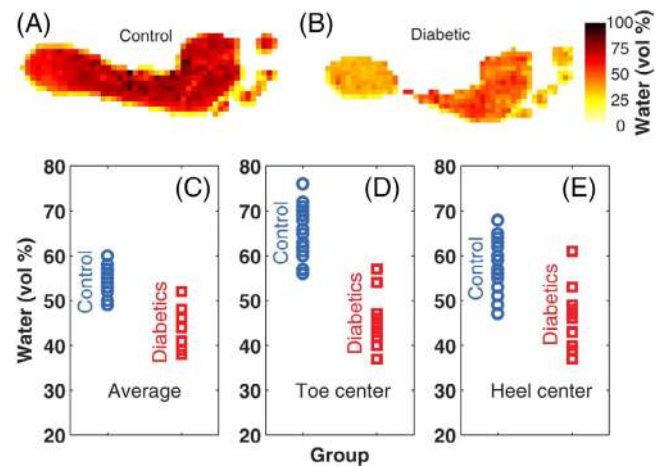 (A)
Control
(B)
Diabetic
100
75
50
25
0
Water (vol %)
80
70
60
50
40
30
20
Water (vol %)
(C)
Control
Diabetics
Average
80
70
60
50
40
30
20
(D)
Control
Diabetics
Toe center
80
70
60
50
40
30
20
(E)
Control
Diabetics
Heel center
Group